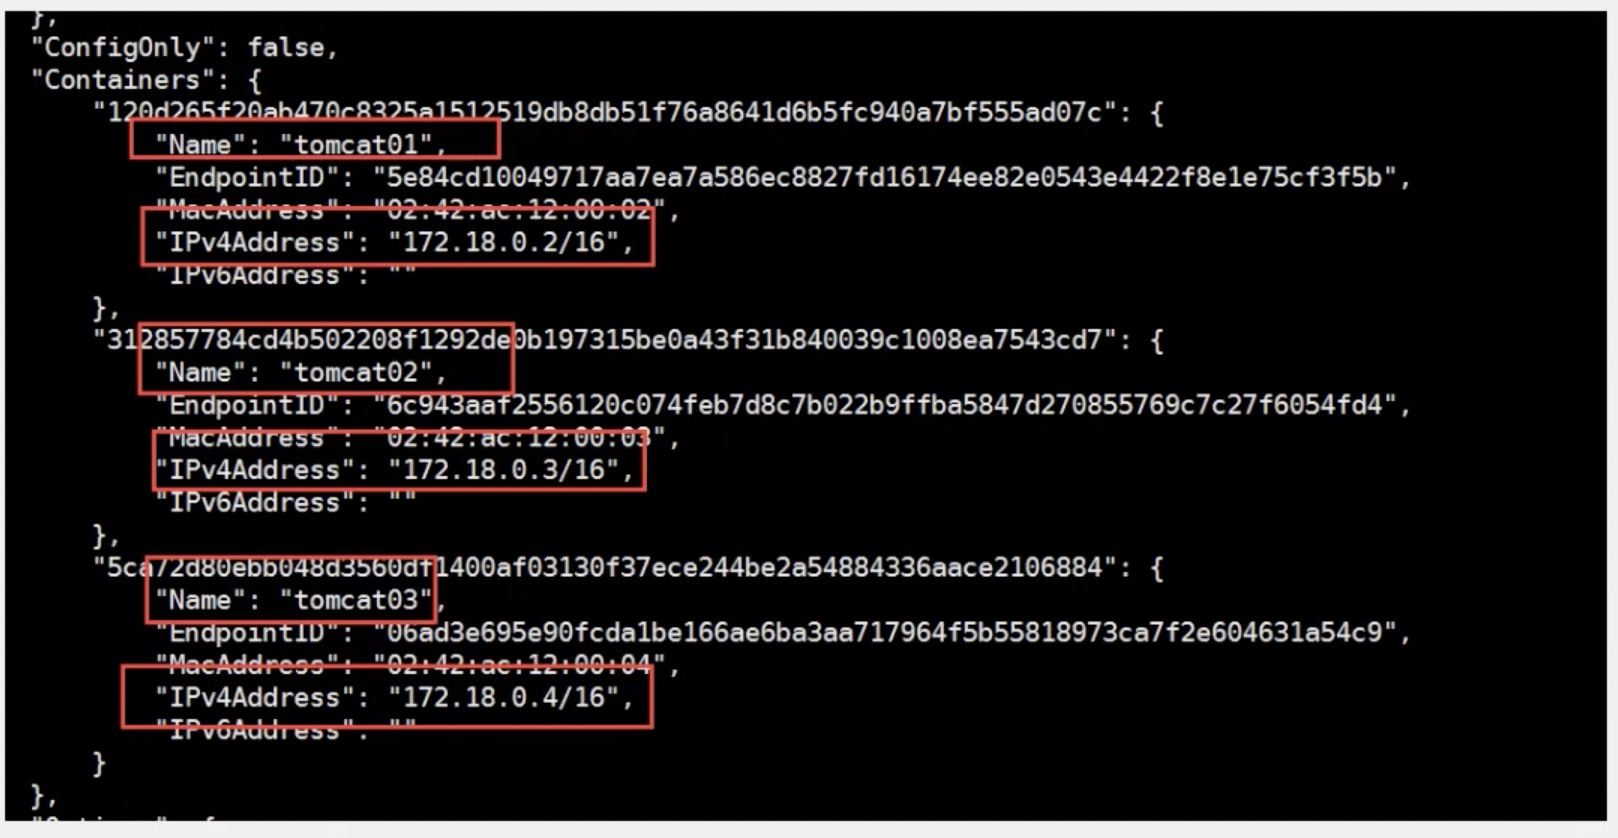 },
"ConfigOnly": false,
"Containers": {
"120d265f20ab470c8325a1512519db8db51f76a8641d6b5fc940a7bf555ad07c": {
"Name": "tomcat01",
"EndpointID": "5e84cd10049717aa7ea7a586ec8827fd16174ee82e0543e4422f8e1e75cf3f5b",
"MacAddress": "02:42:ac:12:00:02",
"IPv4Address": "172.18.0.2/16",
"IPv6Address": ""
},
"312857784cd4b502208f1292de0b197315be0a43f31b840039c1008ea7543cd7": {
"Name": "tomcat02",
"EndpointID": "6c943aaf2556120c074feb7d8c7b022b9ffba5847d270855769c7c27f6054fd4",
"MacAddress": "02:42:ac:12:00:03",
"IPv4Address": "172.18.0.3/16",
"IPv6Address": ""
},
"5ca72d80ebb048d3560df1400af03130f37ece244be2a54884336aace2106884": {
"Name": "tomcat03",
"EndpointID": "06ad3e695e90fcda1be166ae6ba3aa717964f5b55818973ca7f2e604631a54c9",
"MacAddress": "02:42:ac:12:00:04",
"IPv4Address": "172.18.0.4/16",
"IPv6Address": ""
}
},